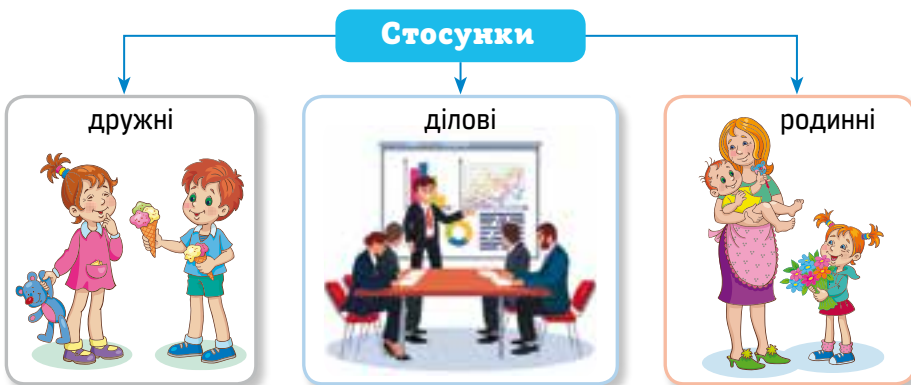 Стосунки
дружні
ділові
родинні